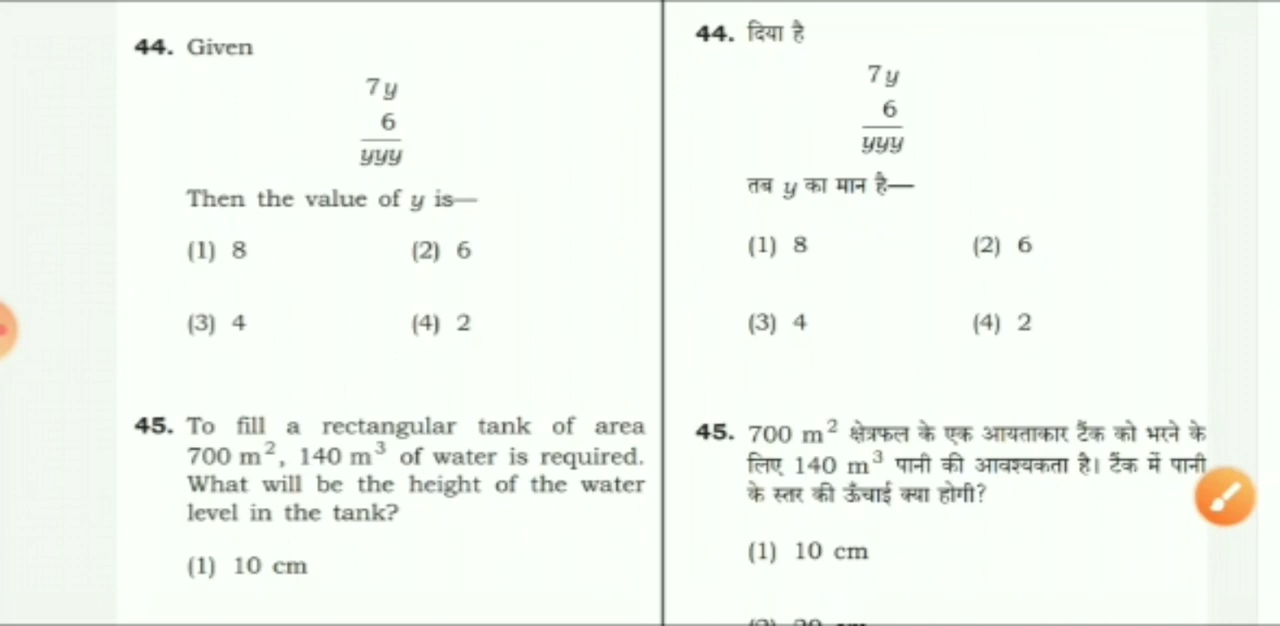 44. Given
7y
6
yyy
Then the value of y is—
(1) 8 (2) 6
(3) 4 (4) 2
45. To fill a rectangular tank of area
700 m², 140 m³ of water is required.
What will be the height of the water
level in the tank?
(1) 10 cm
44. दिया है
7y
6
yyy
तब y का मान है—
(1) 8 (2) 6
(3) 4 (4) 2
45. 700 m² क्षेत्रफल के एक आयताकार टैंक को भरने के
लिए 140 m³ पानी की आवश्यकता है। टैंक में पानी
के स्तर की ऊँचाई क्या होगी?
(1) 10 cm